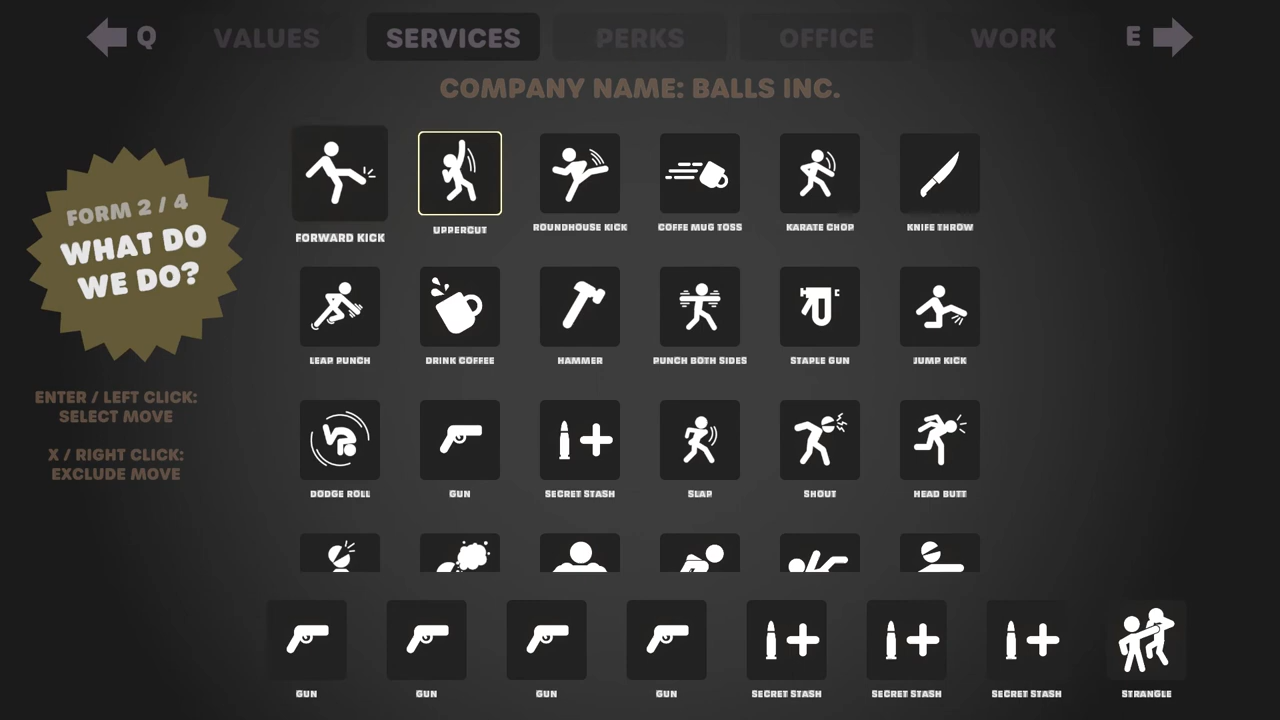 Q VALUES SERVICES PERKS OFFICE WORK E
COMPANY NAME: BALLS INC.
FORM 2 / 4
WHAT DO
WE DO?
FORWARD KICK UPPERCUT ROUNDHOUSE KICK COFFE MUG TOSS KARATE CHOP KNIFE THROW
LEAP PUNCH DRINK COFFEE HAMMER PUNCH BOTH SIDES STAPLE GUN JUMP KICK
ENTER / LEFT CLICK:
SELECT MOVE
X / RIGHT CLICK:
EXCLUDE MOVE
DODGE ROLL GUN SECRET STASH SLAP SHOUT HEAD BUTT
GUN GUN GUN GUN SECRET STASH SECRET STASH SECRET STASH STRANGLE